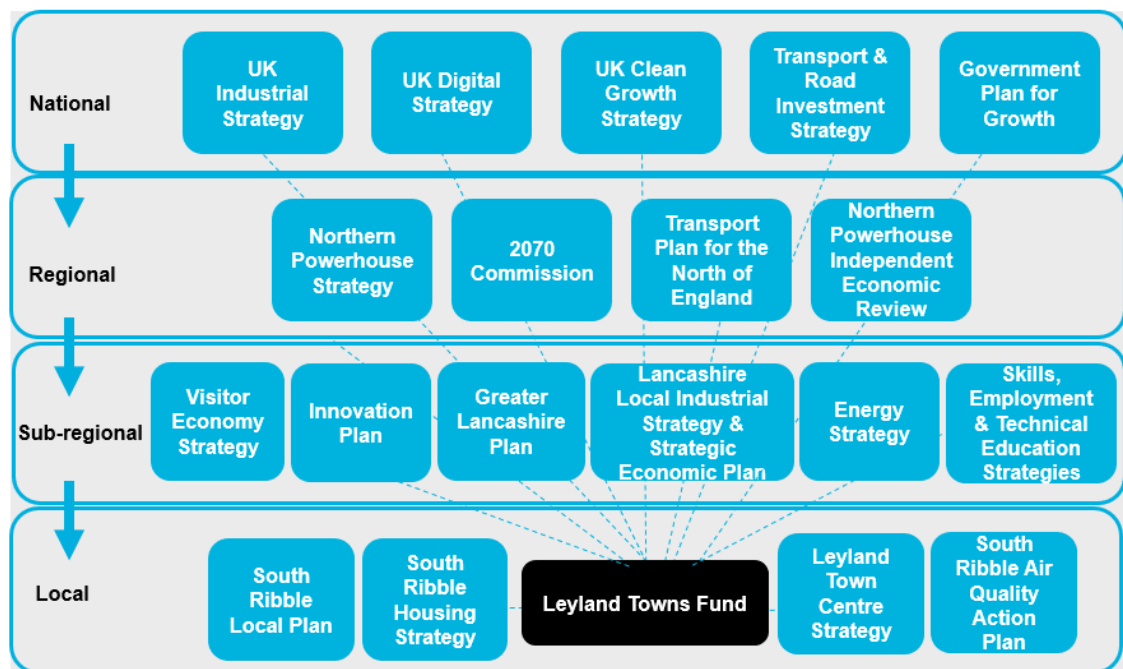 National
UK
Industrial
Strategy
UK Digital
Strategy
UK Clean
Growth
Strategy
Transport &
Road
Investment
Strategy
Government
Plan for
Growth
Regional
Northern
Powerhouse
Strategy
2070
Commission
Transport
Plan for the
North of
England
Northern
Powerhouse
Independent
Economic
Review
Sub-regional
Visitor
Economy
Strategy
Innovation
Plan
Greater
Lancashire
Plan
Lancashire
Local Industrial
Strategy &
Strategic
Economic Plan
Energy
Strategy
Skills,
Employment
& Technical
Education
Strategies
Local
South
Ribble
Local Plan
South
Ribble
Housing
Strategy
Leyland Towns Fund
Leyland
Town
Centre
Strategy
South
Ribble Air
Quality
Action
Plan